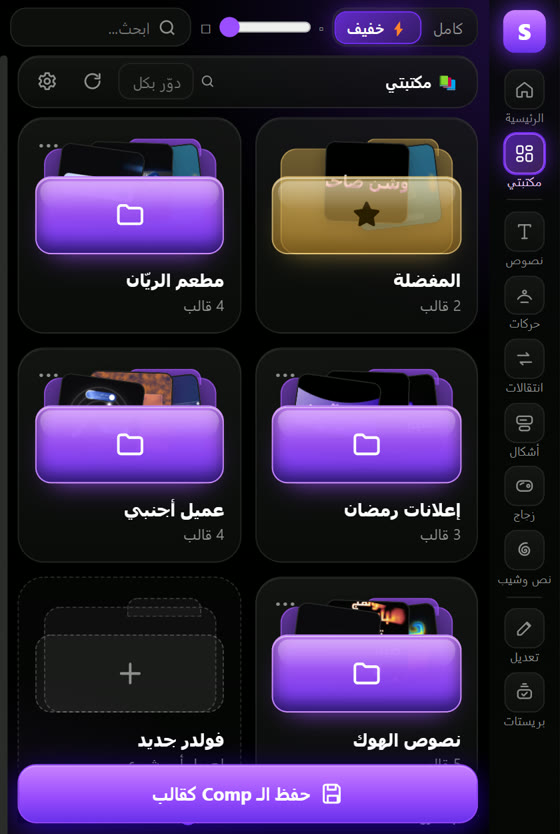 S
كامل
خفيف
ابحث...
الرئيسية
مكتبتي
نصوص
حركات
انتقالات
أشكال
زجاج
نص وشيب
تعديل
بريستات
مكتبتي
دوّر بكل
المفضلة
2 قالب
مطعم الريّان
4 قالب
إعلانات رمضان
3 قالب
عميل أجنبي
4 قالب
نصوص الهوك
5 قالب
فولدر جديد
حفظ الـ Comp كقالب